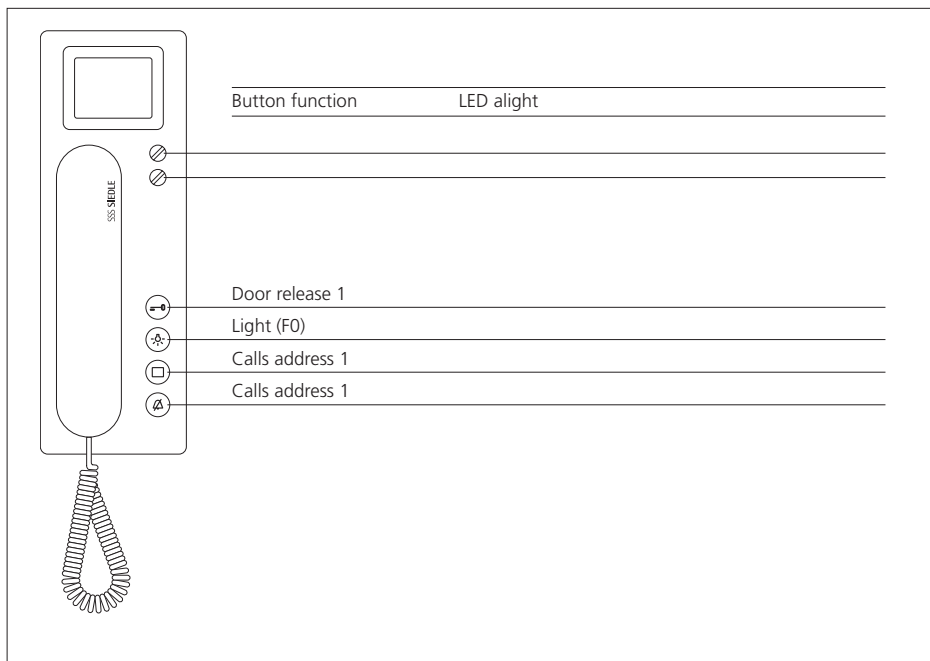 Button function LED alight
SSS SIEDLE
Door release 1
Light (F0)
Calls address 1
Calls address 1